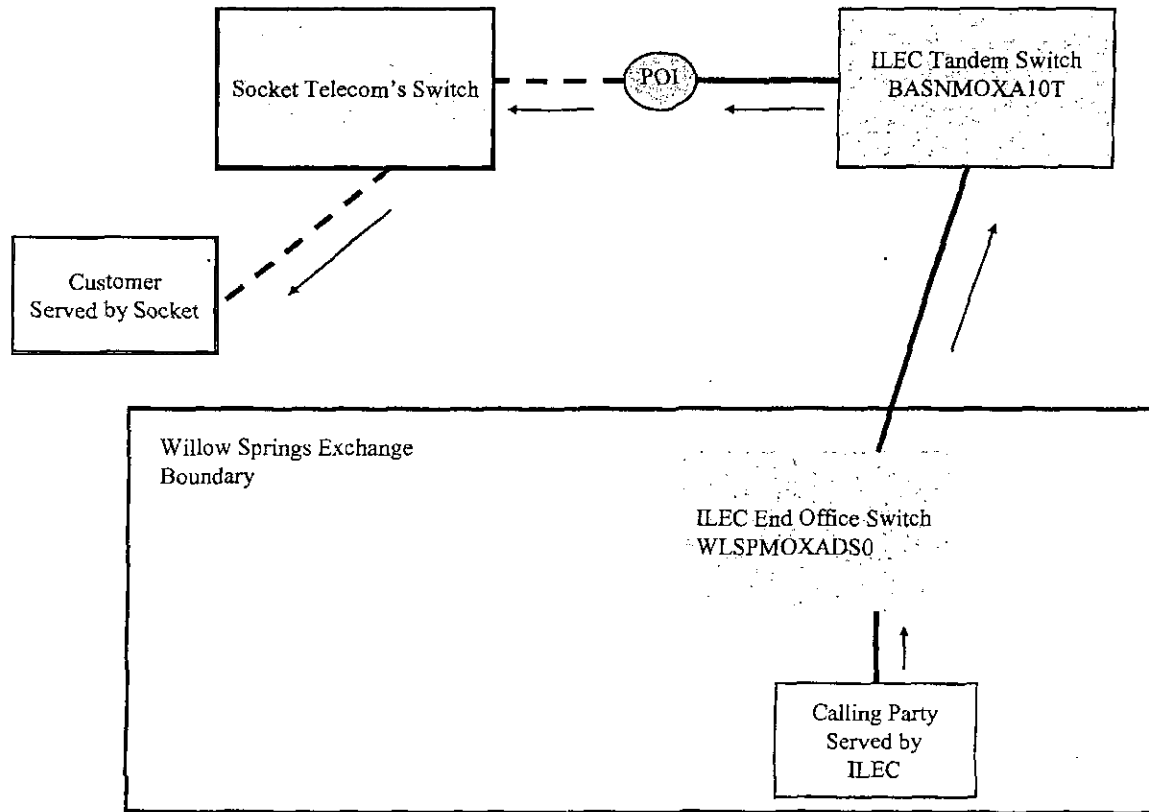 Socket Telecom's Switch
POI
ILEC Tandem Switch
BASNMOXA10T
Customer
Served by Socket
Willow Springs Exchange
Boundary
ILEC End Office Switch
WLSPMOXADS0
Calling Party
Served by
ILEC